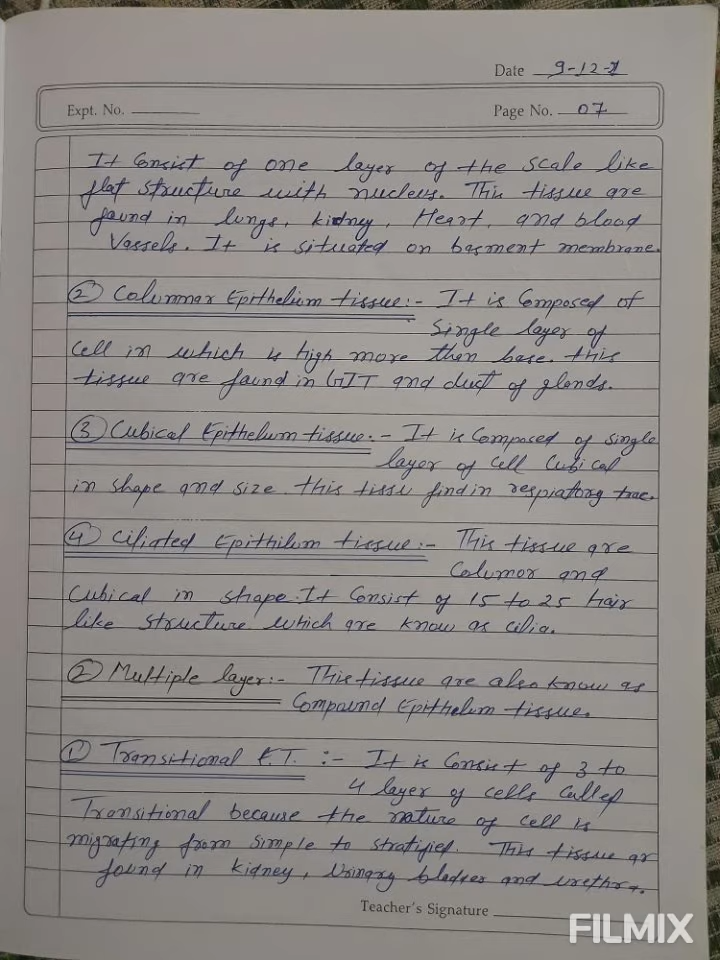 Date 9-12-21
Expt. No.
Page No. 07
It Consist of one layer of the scale like
flat structure with nucleus. This tissue are
found in lungs, kidney, Heart, and blood
Vassels. It is situated on basment membrane.
② Columnar Epithelium tissue:- It is Composed of
single layer of
cell in which is high more than base. this
tissue are found in GIT and duct of glands.
③ Cubical Epithelum tissue:- It is Composed of single
layer of cell Cubical
in shape and size. this tissu find in respiatory trac.
④ Ciliated Epithilum tissue:- This tissue are
Columor and
Cubical in shape. It Consist of 15 to 25 hair
like structure which are know as cilia.
② Multiple layer:- This tissue are also know as
Compound Epithelum tissue.
① Transitional E.T. :- It is Consist of 3 to
4 layer of cells Called
Transitional because the nature of cell is
migrating from simple to stratified. This tissue ar
found in kidney, Urinary bladser and urethra.
Teacher's Signature
FILMIX